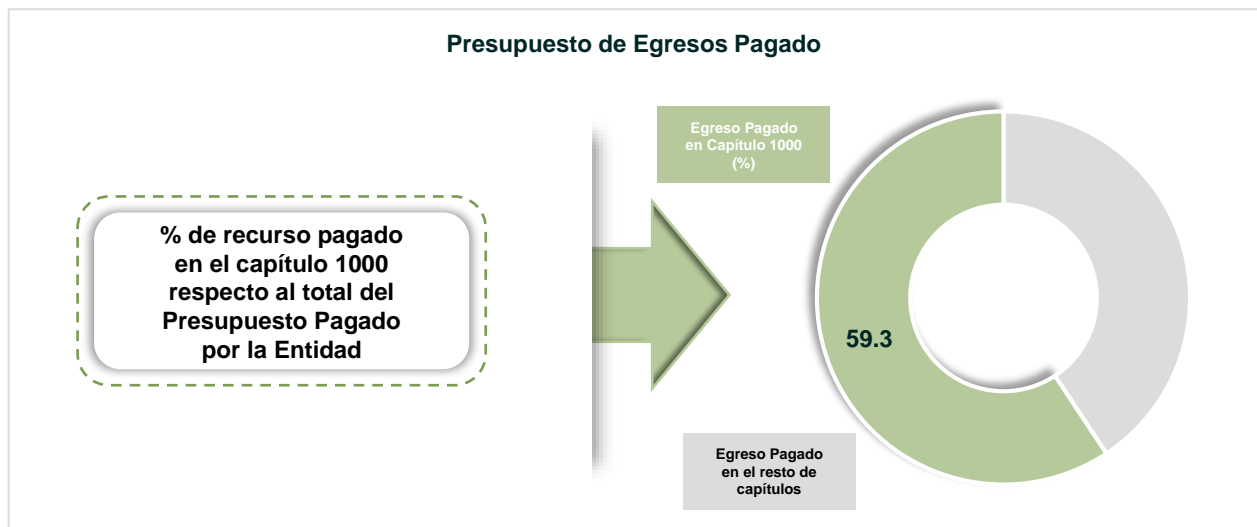 Presupuesto de Egresos Pagado
Egreso Pagado
en Capítulo 1000
(%)
% de recurso pagado
en el capítulo 1000
respecto al total del
Presupuesto Pagado
por la Entidad
59.3
Egreso Pagado
en el resto de
capítulos